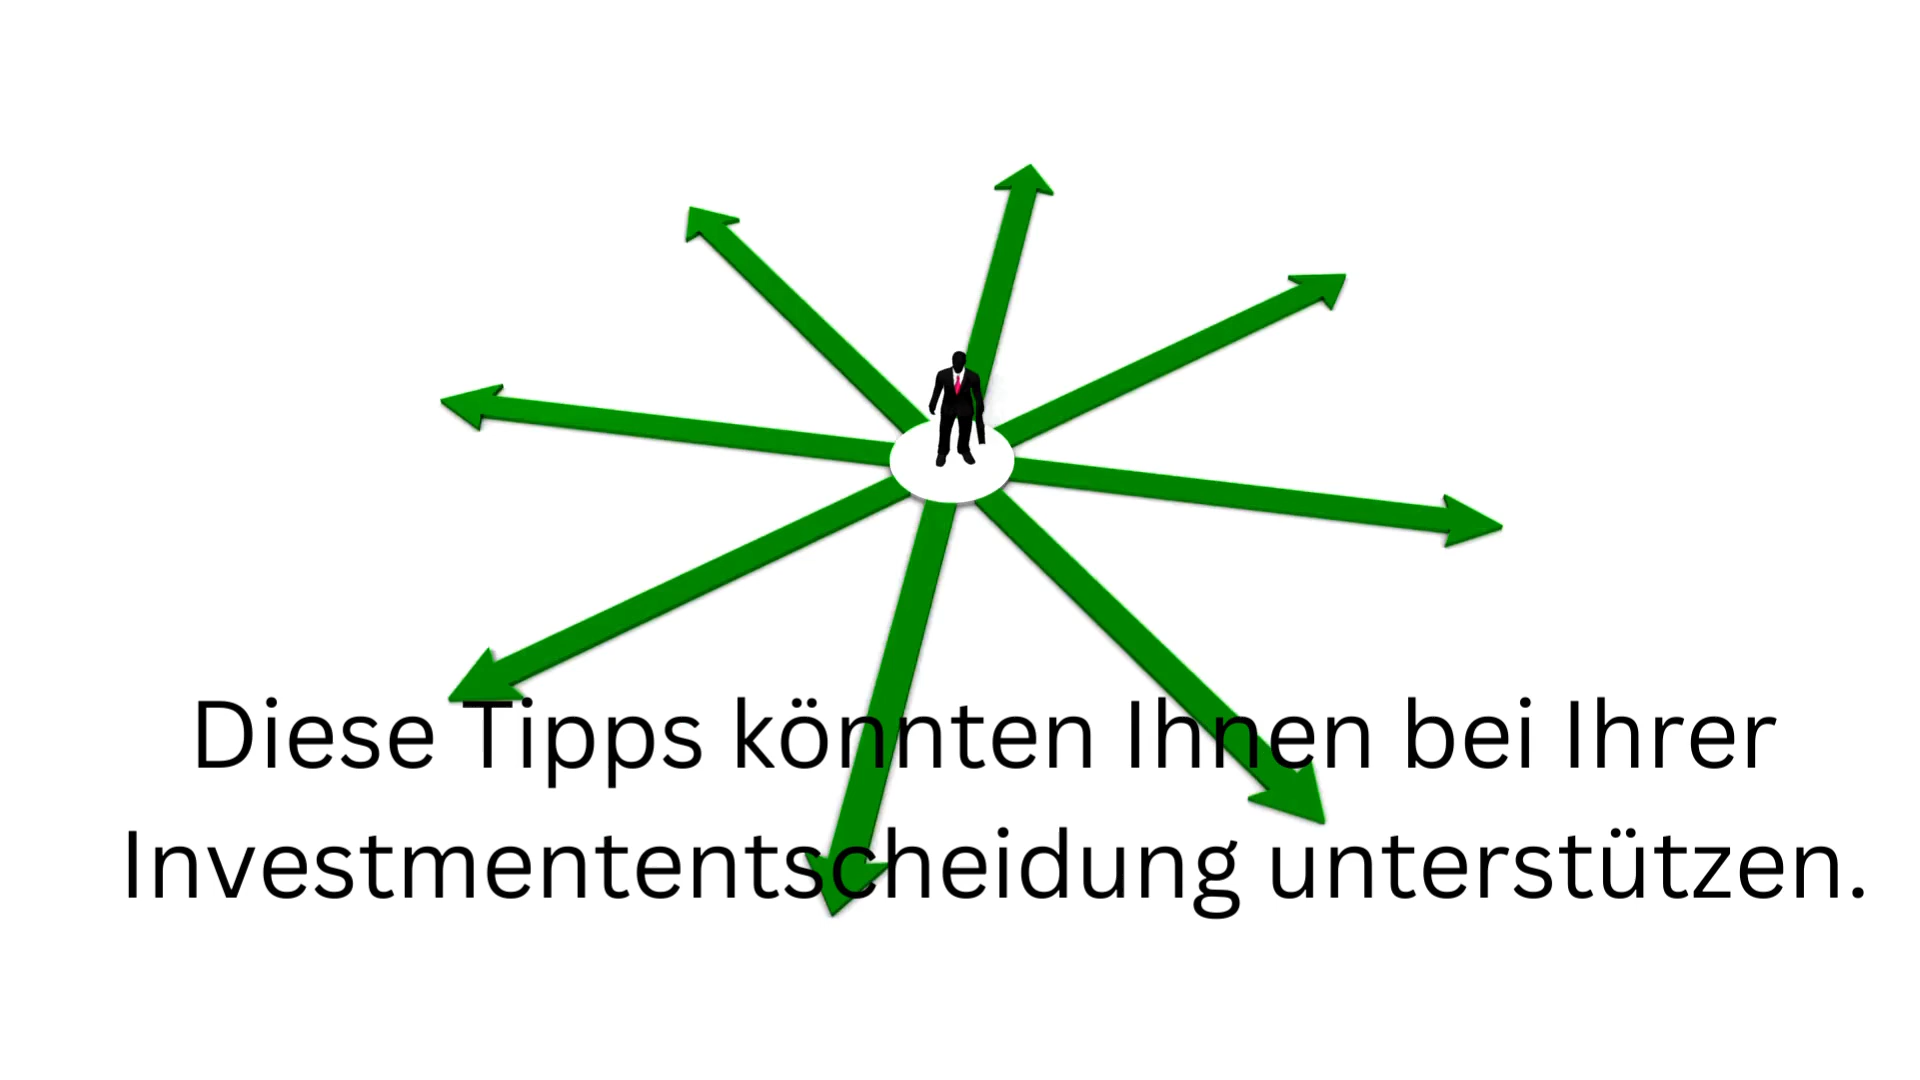 Diese Tipps könnten Ihnen bei Ihrer
Investmententscheidung unterstützen.